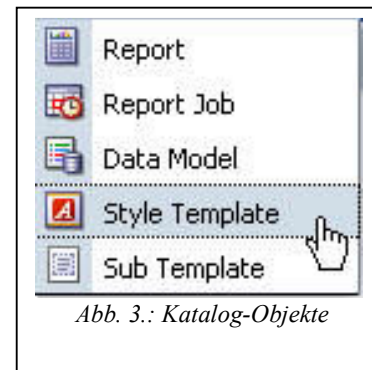 Report
Report Job
Data Model
Style Template
Sub Template
Abb. 3.: Katalog-Objekte